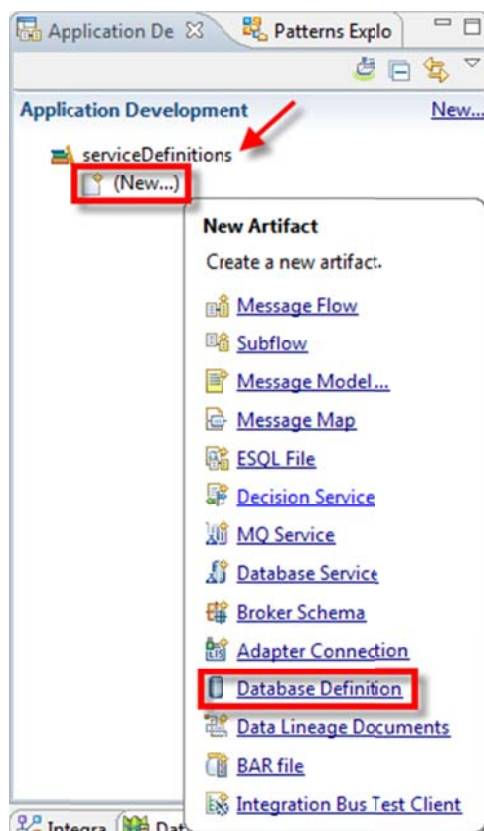 Application De Patterns Explo
Application Development New...
serviceDefinitions
(New...)
New Artifact
Create a new artifact.
Message Flow
Subflow
Message Model...
Message Map
ESQL File
Decision Service
MQ Service
Database Service
Broker Schema
Adapter Connection
Database Definition
Data Lineage Documents
BAR file
Integration Bus Test Client
Integra Dat